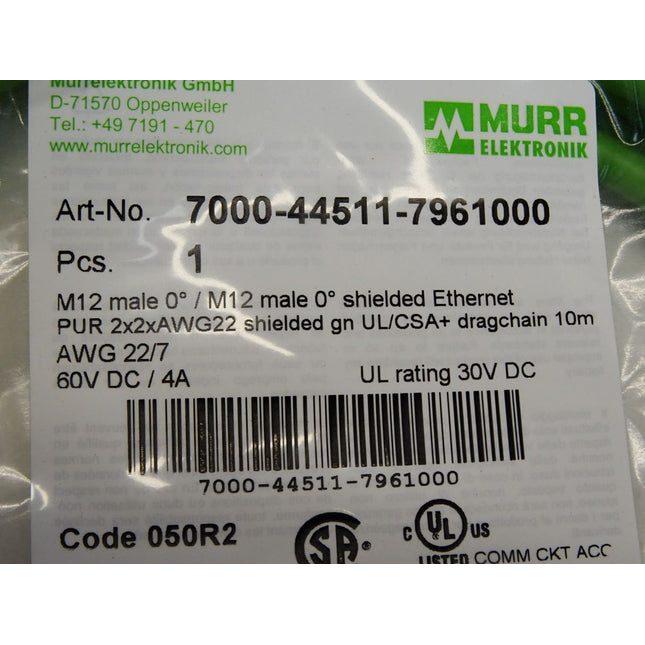 Murrelektronik GmbH
D-71570 Oppenweiler
Tel.: +49 7191 - 470
www.murrelektronik.com
MURR
ELEKTRONIK
Art-No. 7000-44511-7961000
Pcs. 1
M12 male 0° / M12 male 0° shielded Ethernet
PUR 2x2xAWG22 shielded gn UL/CSA+ dragchain 10m
AWG 22/7
60V DC / 4A UL rating 30V DC
7000-44511-7961000
Code 050R2
CSA®
c UL® US
LISTED COMM CKT ACC